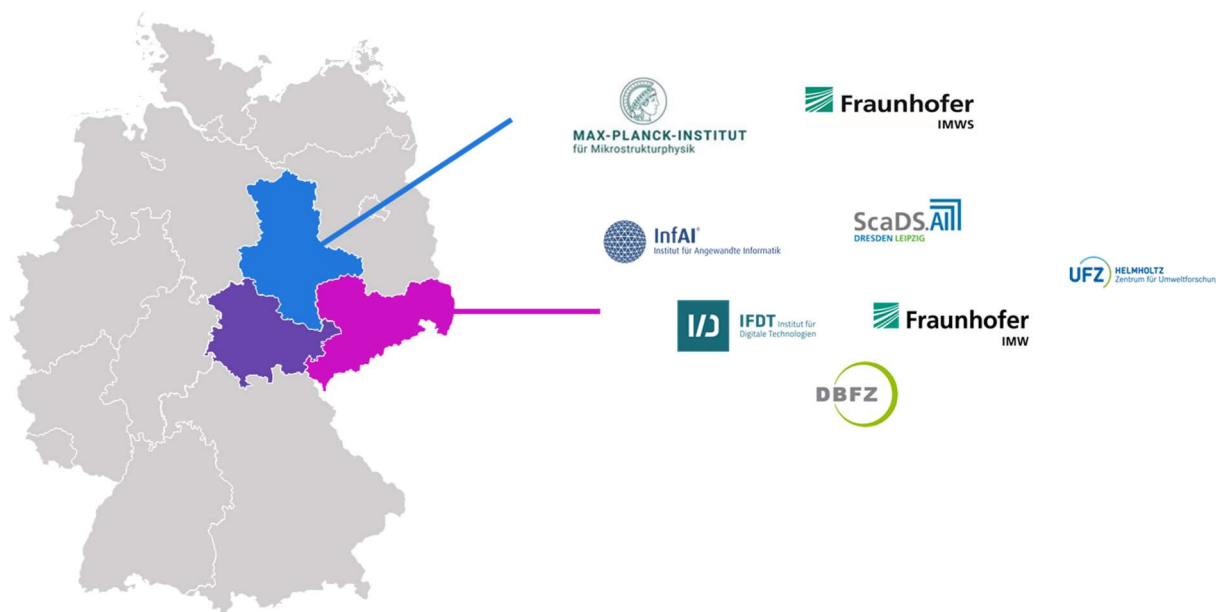 MAX-PLANCK-INSTITUT
für Mikrostrukturphysik
Fraunhofer
IMWS
InfAI®
Institut für Angewandte Informatik
ScaDS.AI
DRESDEN LEIPZIG
UFZ HELMHOLTZ
Zentrum für Umweltforschung
I/D IFDT Institut für
Digitale Technologien
Fraunhofer
IMW
DBFZ